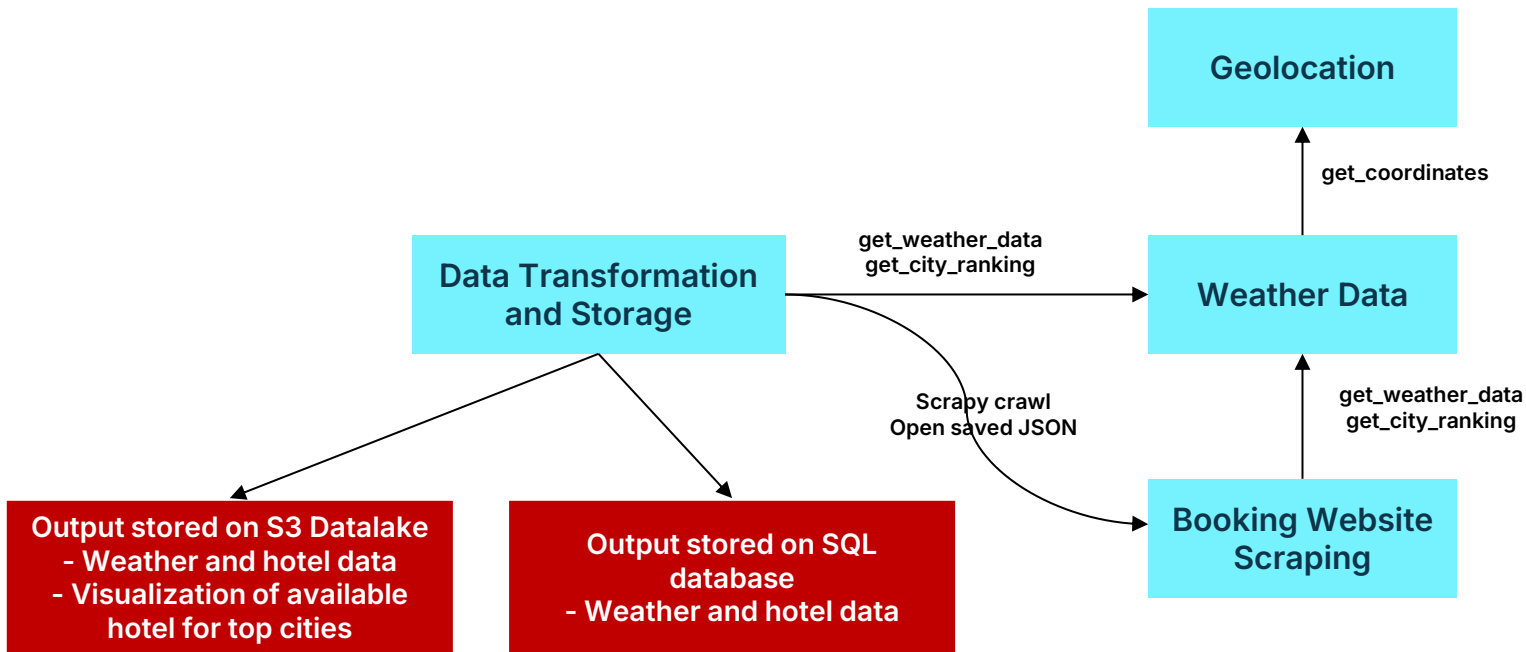 Geolocation
get_coordinates
get_weather_data
get_city_ranking
Data Transformation
and Storage
Weather Data
Scrapy crawl
Open saved JSON
get_weather_data
get_city_ranking
Booking Website
Scraping
Output stored on S3 Datalake
- Weather and hotel data
- Visualization of available
hotel for top cities
Output stored on SQL
database
- Weather and hotel data